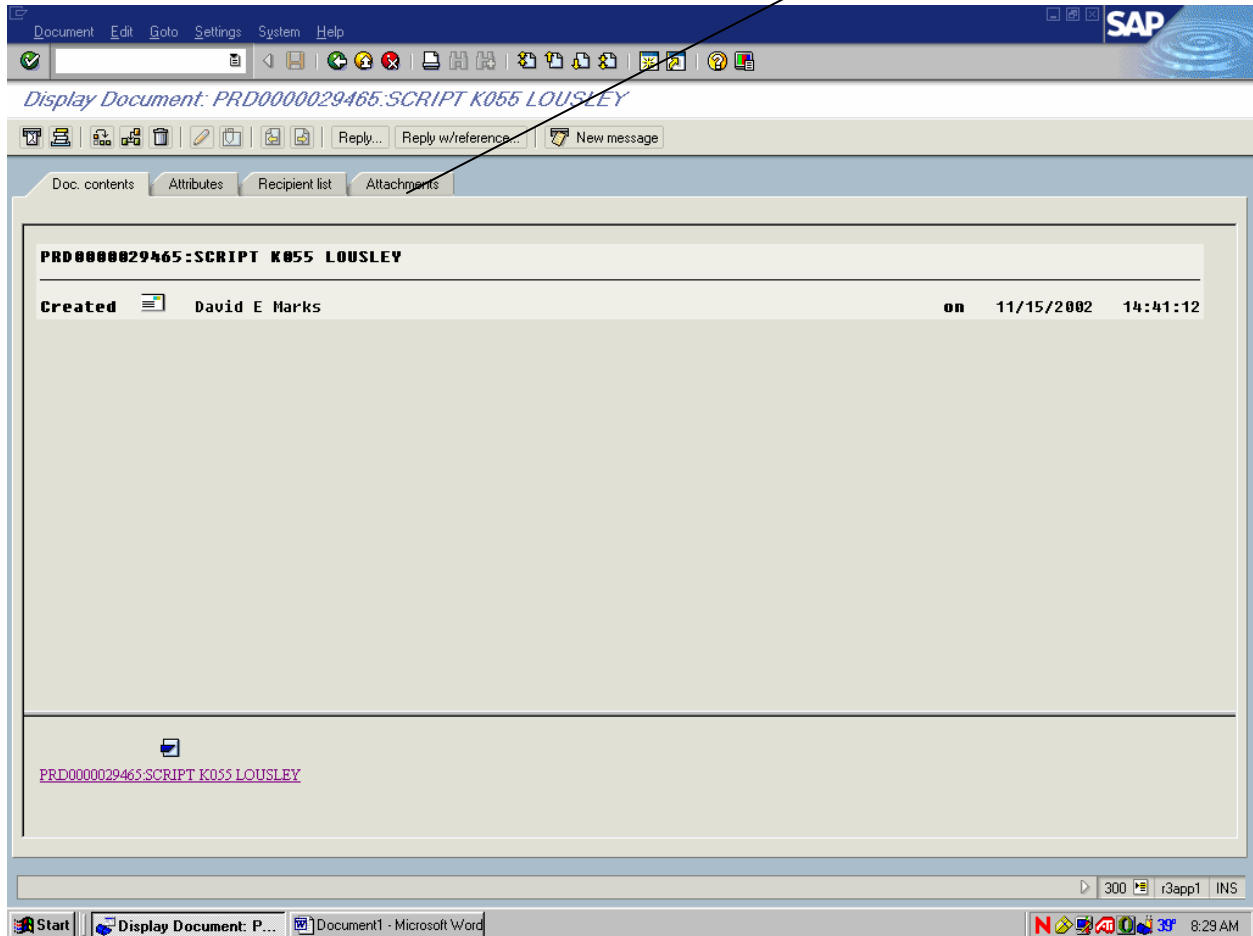 Document Edit Goto Settings System Help
SAP
Display Document: PRD0000029465:SCRIPT K055 LOUSLEY
Reply... Reply w/reference... New message
Doc. contents Attributes Recipient list Attachments
PRD0000029465:SCRIPT K055 LOUSLEY
Created David E Marks on 11/15/2002 14:41:12
PRD0000029465:SCRIPT K055 LOUSLEY
300 r3app1 INS
Start Display Document: P... Document1 - Microsoft Word N 39° 8:29 AM